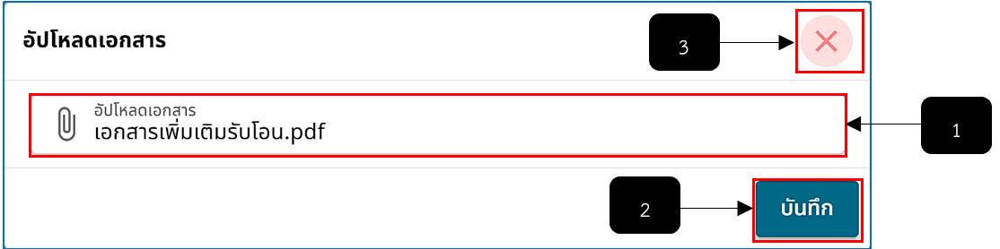 อัปโหลดเอกสาร
3
อัปโหลดเอกสาร
เอกสารเพิ่มเติมรับโอน.pdf
1
2
บันทึก